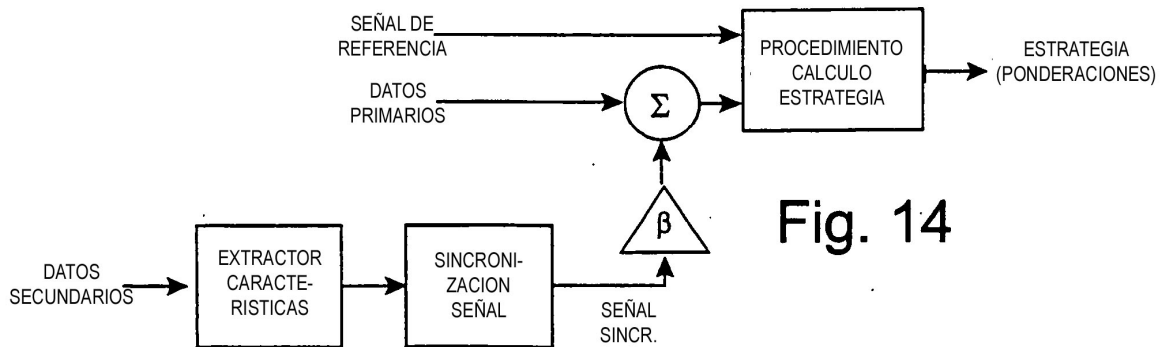 SEÑAL DE
REFERENCIA
DATOS
PRIMARIOS
Σ
PROCEDIMIENTO
CALCULO
ESTRATEGIA
ESTRATEGIA
(PONDERACIONES)
β
Fig. 14
DATOS
SECUNDARIOS
EXTRACTOR
CARACTE-
RISTICAS
SINCRONI-
ZACION
SEÑAL
SEÑAL
SINCR.